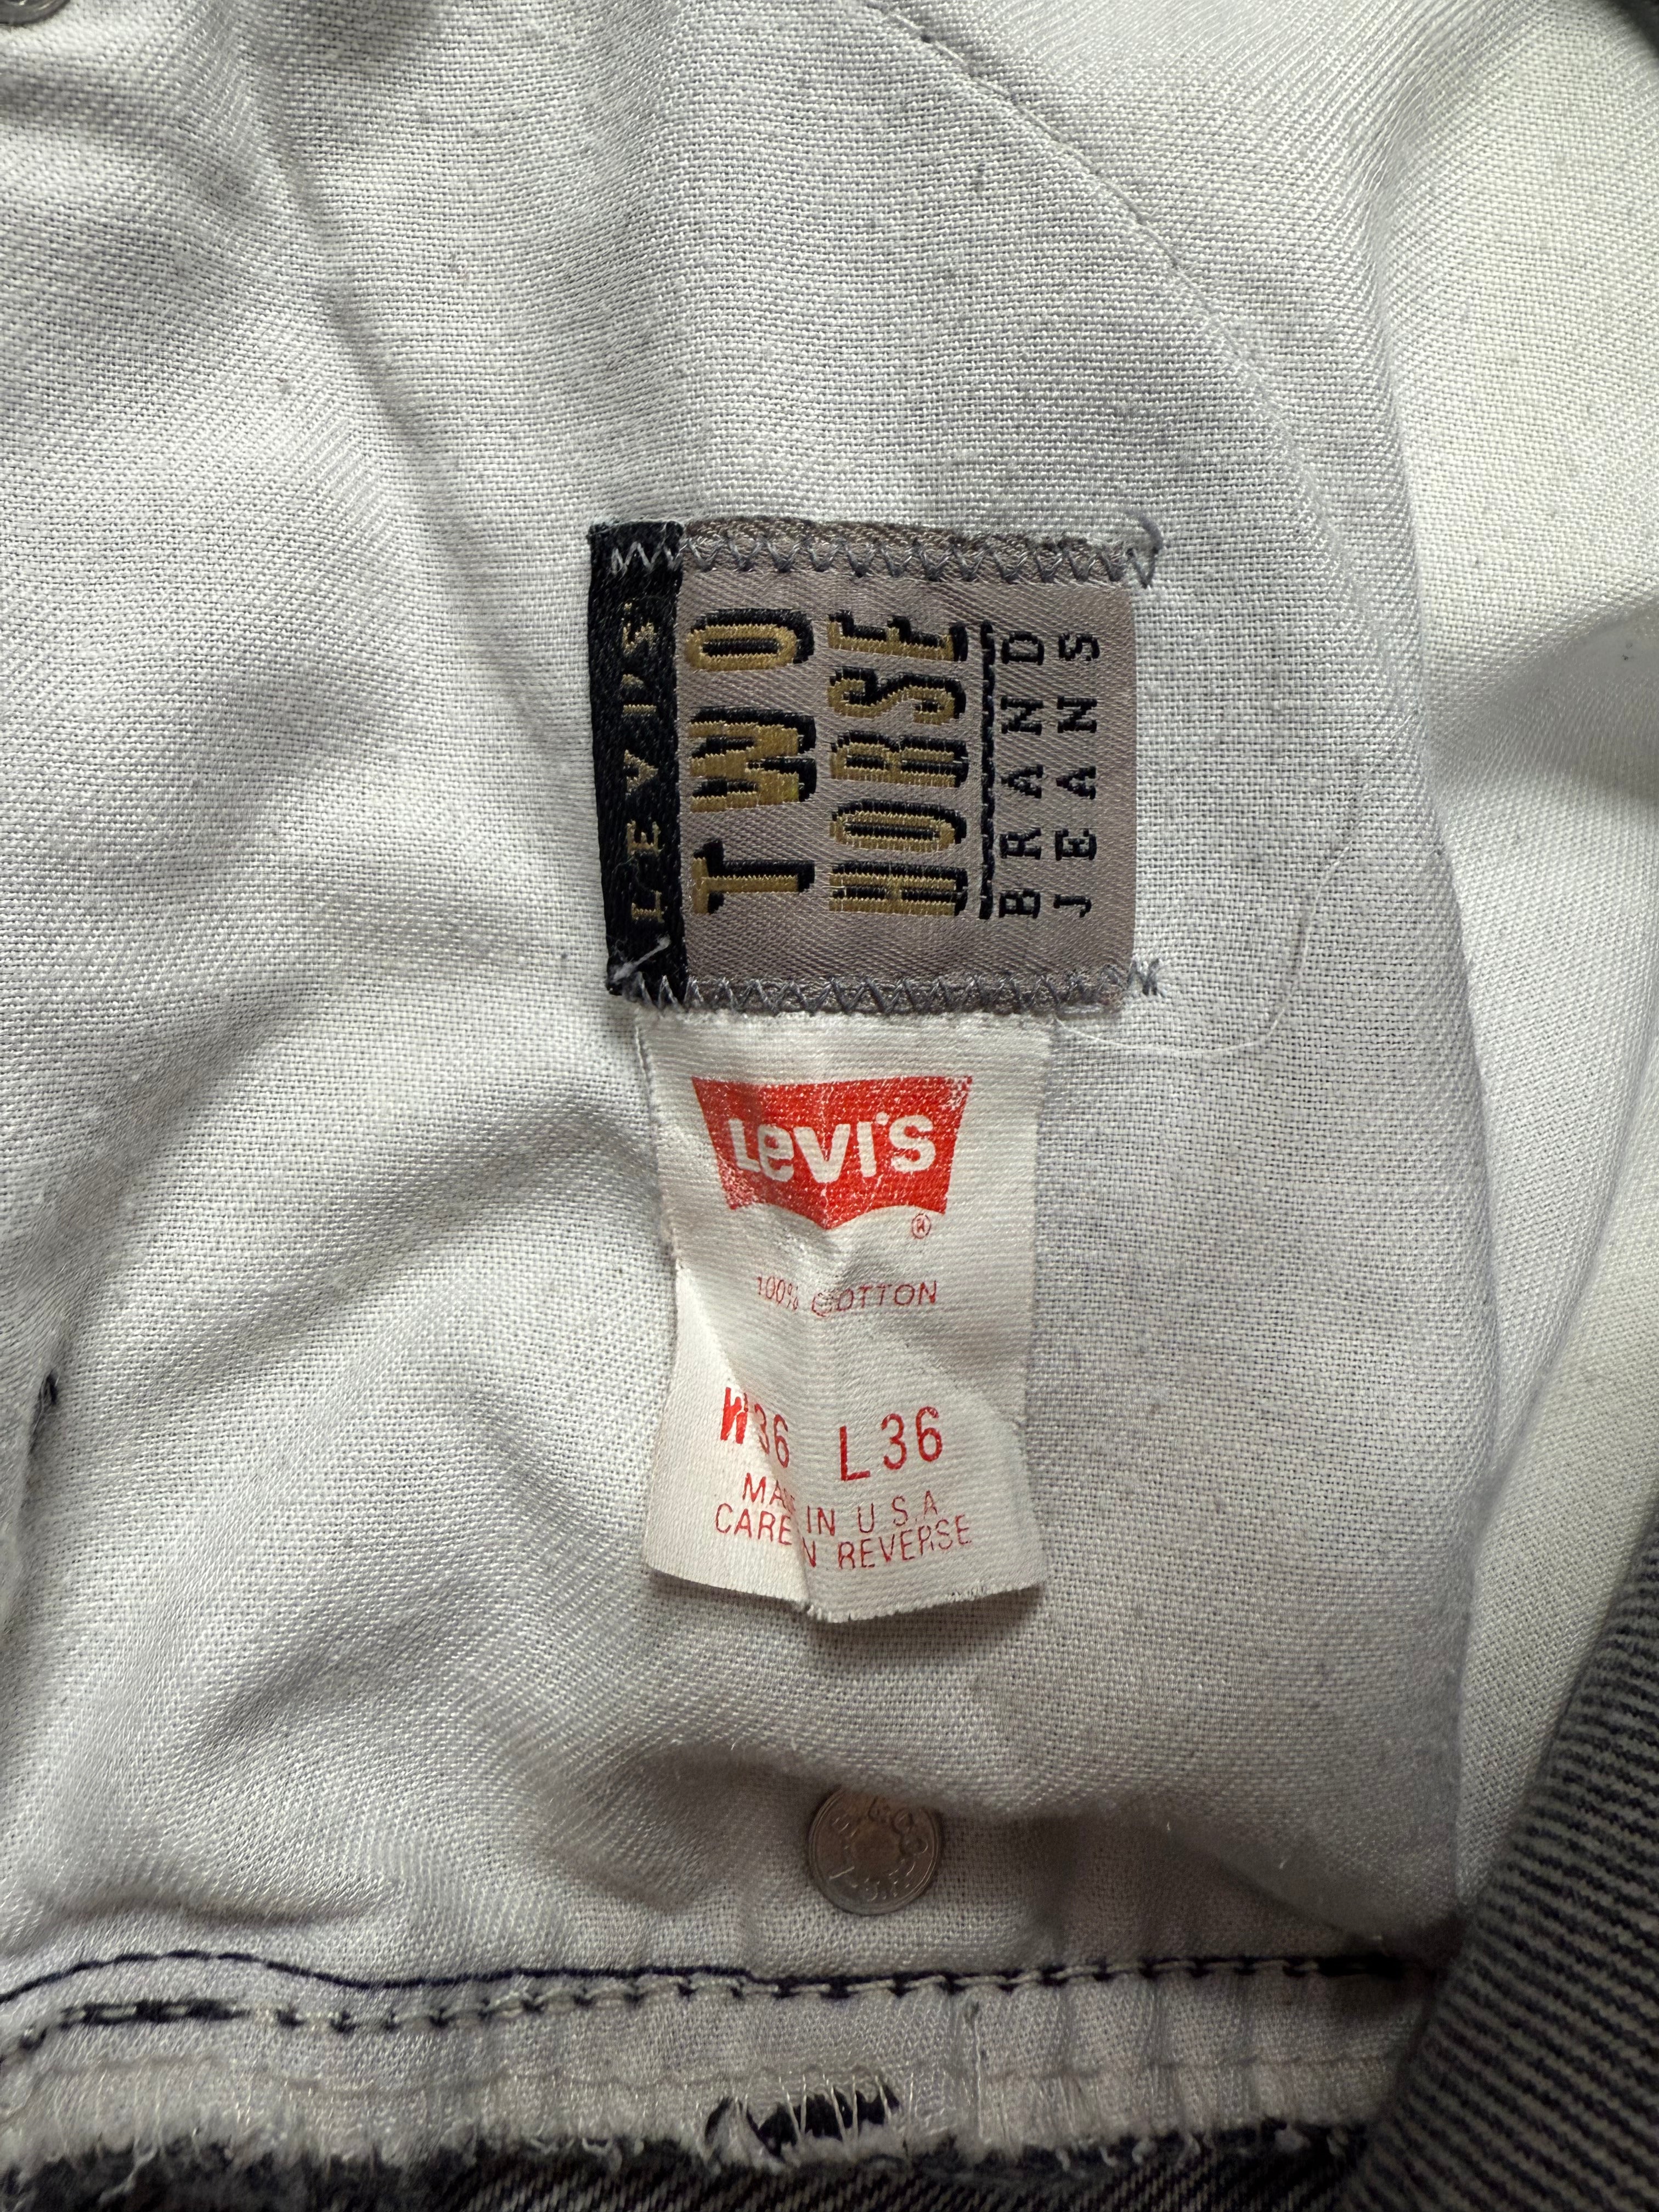 LEVI'S
TWO
HORSE
BRAND
JEANS
LEVI'S
®
100% COTTON
W36 L36
MADE IN U.S.A.
CARE IN REVERSE